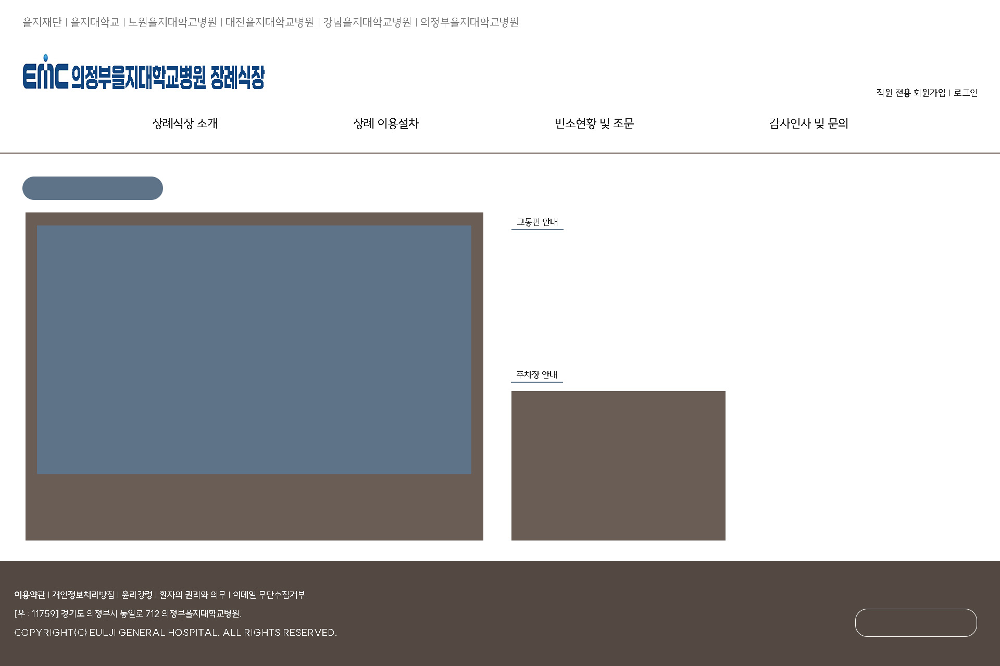 을지재단 | 을지대학교 | 노원을지대학교병원 | 대전을지대학교병원 | 강남을지대학교병원 | 의정부을지대학교병원
EMC 의정부을지대학교병원 장례식장
직원 전용 회원가입 | 로그인
장례식장 소개 장례 이용절차 빈소현황 및 조문 감사인사 및 문의
교통편 안내
주차장 안내
이용약관 | 개인정보처리방침 | 윤리강령 | 환자의 권리와 의무 | 이메일 무단수집거부
[우 : 11759] 경기도 의정부시 동일로 712 의정부을지대학교병원.
COPYRIGHT(C) EULJI GENERAL HOSPITAL. ALL RIGHTS RESERVED.